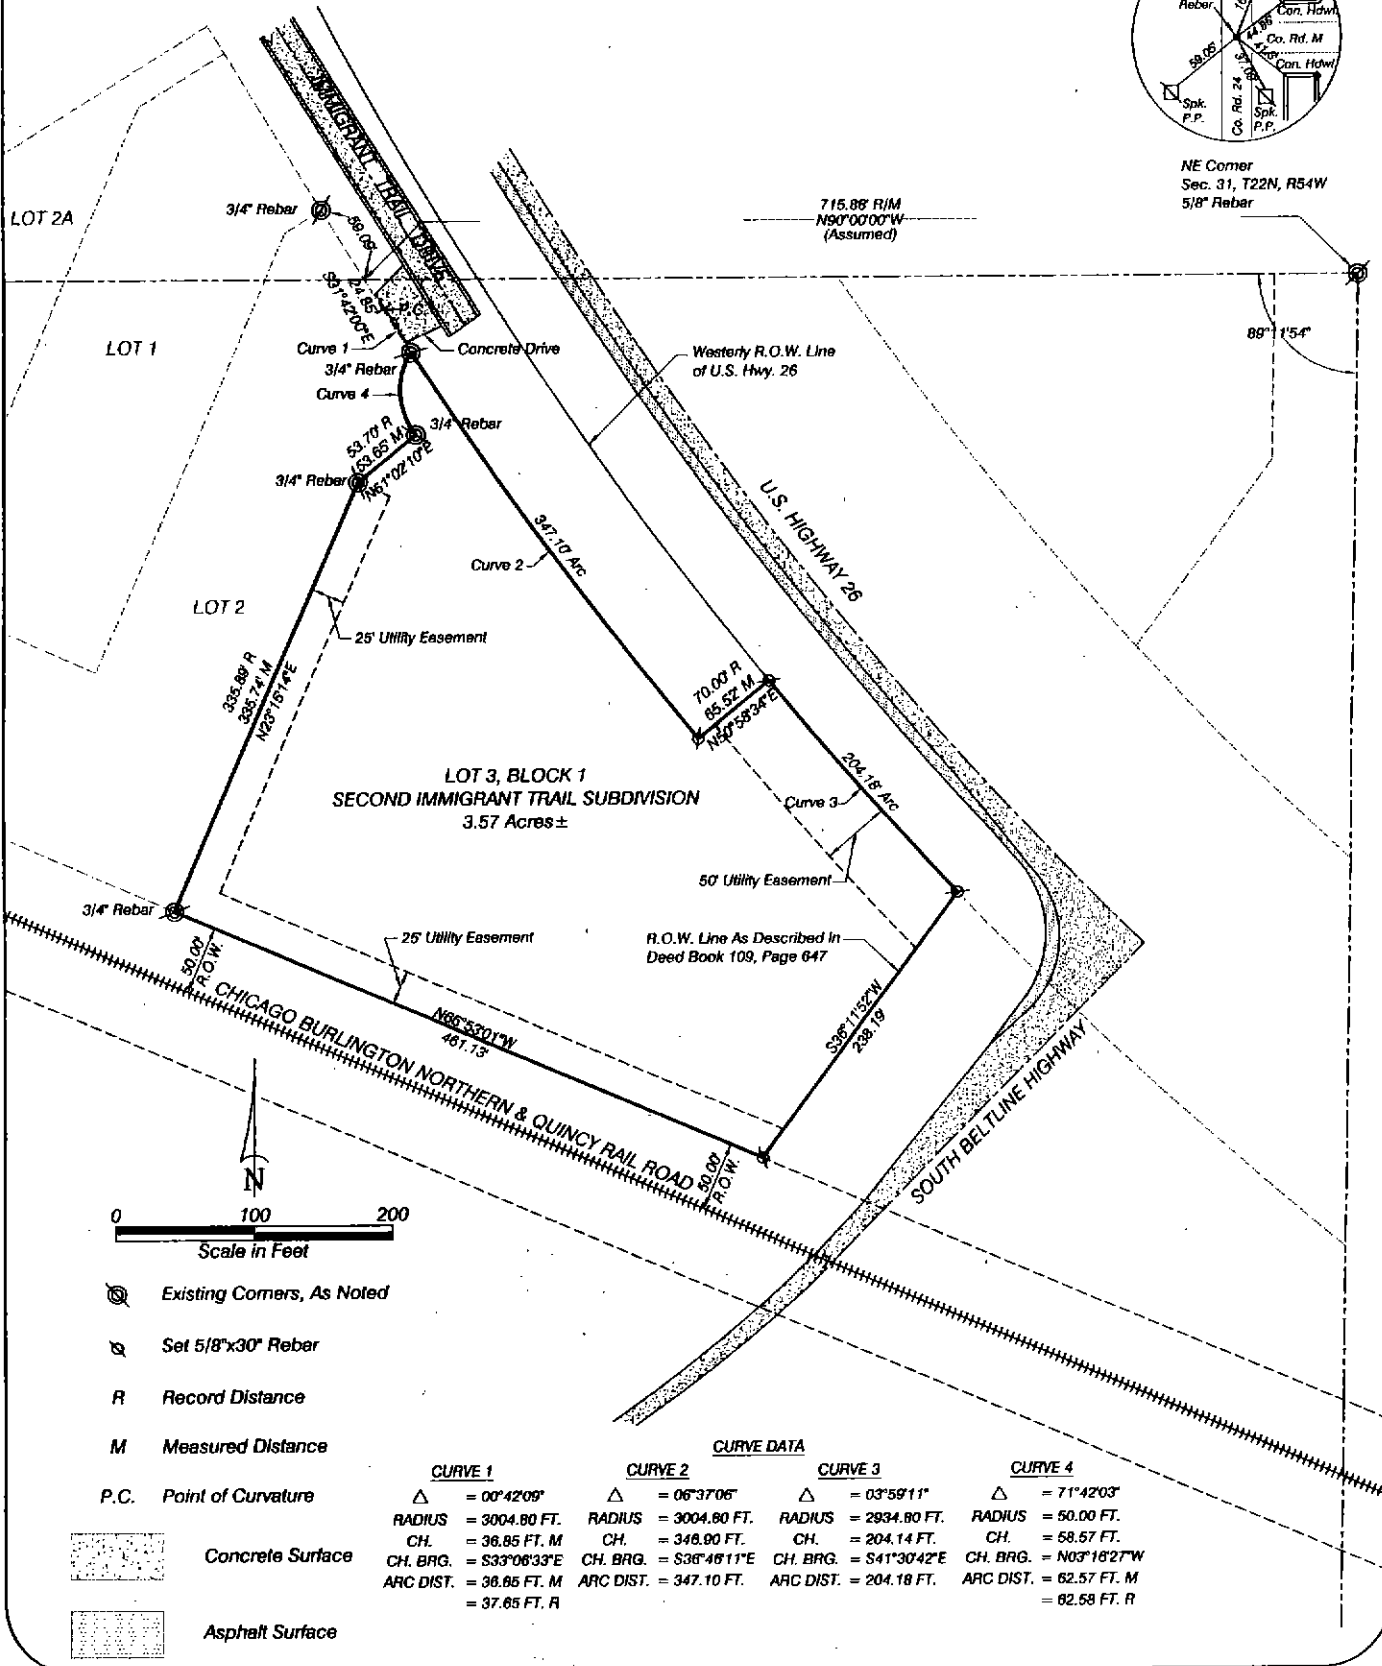 Rebar
Con. Hdwl.
44.86'
Co. Rd. M
41.3'
59.05'
37.09'
Con. Hdwl
Co. Rd. 24
Spk.
P.P.
Spk.
P.P.
NE Corner
Sec. 31, T22N, R54W
5/8" Rebar
IMMIGRANT TRAIL DRIVE
LOT 2A
3/4" Rebar
59.09'
715.86' R/M
N90°00'00"W
(Assumed)
24.85'
S31°42'00"E
P.C.
89°11'54"
LOT 1
Curve 1
Concrete Drive
3/4" Rebar
Curve 4
Westerly R.O.W. Line
of U.S. Hwy. 26
3/4" Rebar
53.70' R
53.65' M
N61°02'10"E
3/4" Rebar
U.S. HIGHWAY 26
347.10' Arc
Curve 2
LOT 2
25' Utility Easement
335.89' R
335.74' M
N23°15'14"E
70.00' R
65.52' M
N50°58'34"E
LOT 3, BLOCK 1
SECOND IMMIGRANT TRAIL SUBDIVISION
3.57 Acres±
204.18' Arc
Curve 3
50' Utility Easement
3/4" Rebar
25' Utility Easement
R.O.W. Line As Described In
Deed Book 109, Page 647
50.00'
R.O.W.
CHICAGO BURLINGTON NORTHERN & QUINCY RAIL ROAD
N66°53'01"W
461.13'
S36°11'52"W
238.19'
SOUTH BELTLINE HIGHWAY
50.00'
R.O.W.
N
0 100 200
Scale in Feet
Existing Corners, As Noted
Set 5/8"x30" Rebar
R Record Distance
M Measured Distance
P.C. Point of Curvature
Concrete Surface
Asphalt Surface
CURVE DATA
CURVE 1 CURVE 2 CURVE 3 CURVE 4
△ = 00°42'09" △ = 06°37'06" △ = 03°59'11" △ = 71°42'03"
RADIUS = 3004.80 FT. RADIUS = 3004.80 FT. RADIUS = 2934.80 FT. RADIUS = 50.00 FT.
CH. = 36.85 FT. M CH. = 346.90 FT. CH. = 204.14 FT. CH. = 58.57 FT.
CH. BRG. = S33°06'33"E CH. BRG. = S36°46'11"E CH. BRG. = S41°30'42"E CH. BRG. = N03°16'27"W
ARC DIST. = 36.85 FT. M ARC DIST. = 347.10 FT. ARC DIST. = 204.18 FT. ARC DIST. = 62.57 FT. M
= 37.65 FT. R = 62.58 FT. R